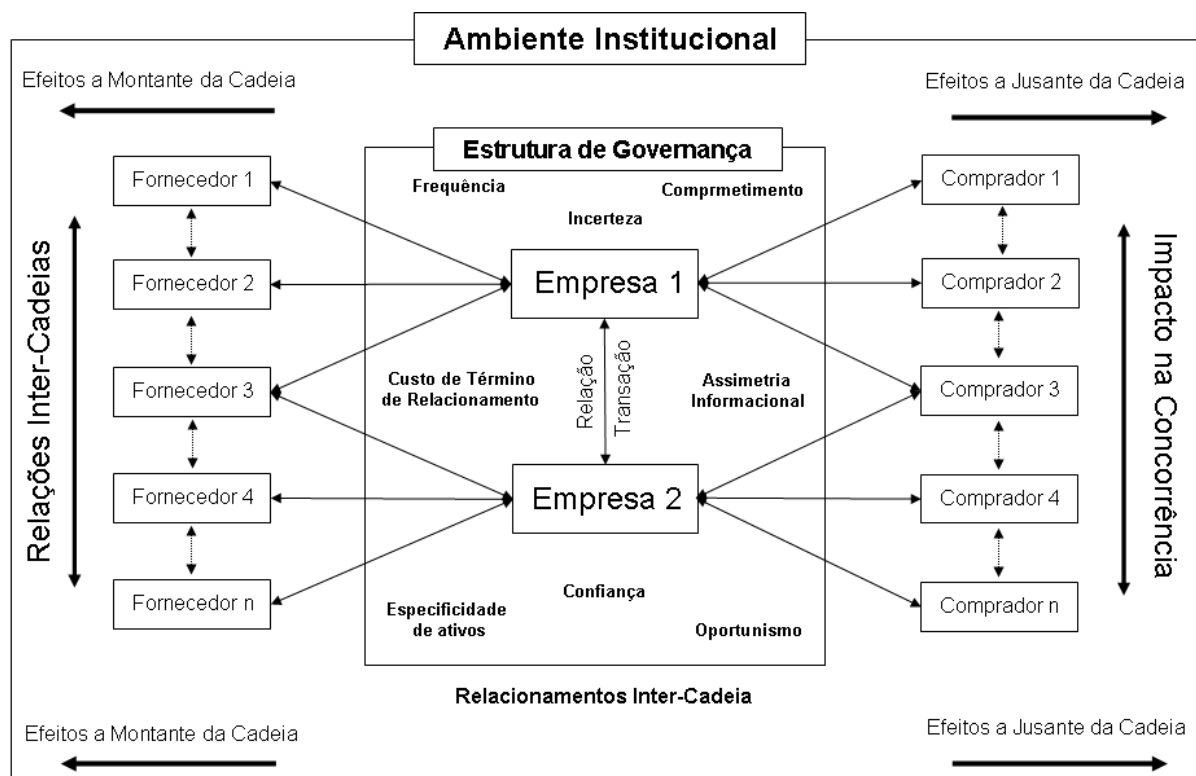 Ambiente Institucional
Efeitos a Montante da Cadeia
Efeitos a Jusante da Cadeia
Estrutura de Governança
Fornecedor 1
Frequência
Comprmetimento
Comprador 1
Incerteza
Fornecedor 2
Empresa 1
Comprador 2
Relações Inter-Cadeias
Impacto na Concorrência
Fornecedor 3
Custo de Término
de Relacionamento
Relação
Transação
Assimetria
Informacional
Comprador 3
Fornecedor 4
Empresa 2
Comprador 4
Fornecedor n
Especificidade
de ativos
Confiança
Oportunismo
Comprador n
Relacionamentos Inter-Cadeia
Efeitos a Montante da Cadeia
Efeitos a Jusante da Cadeia